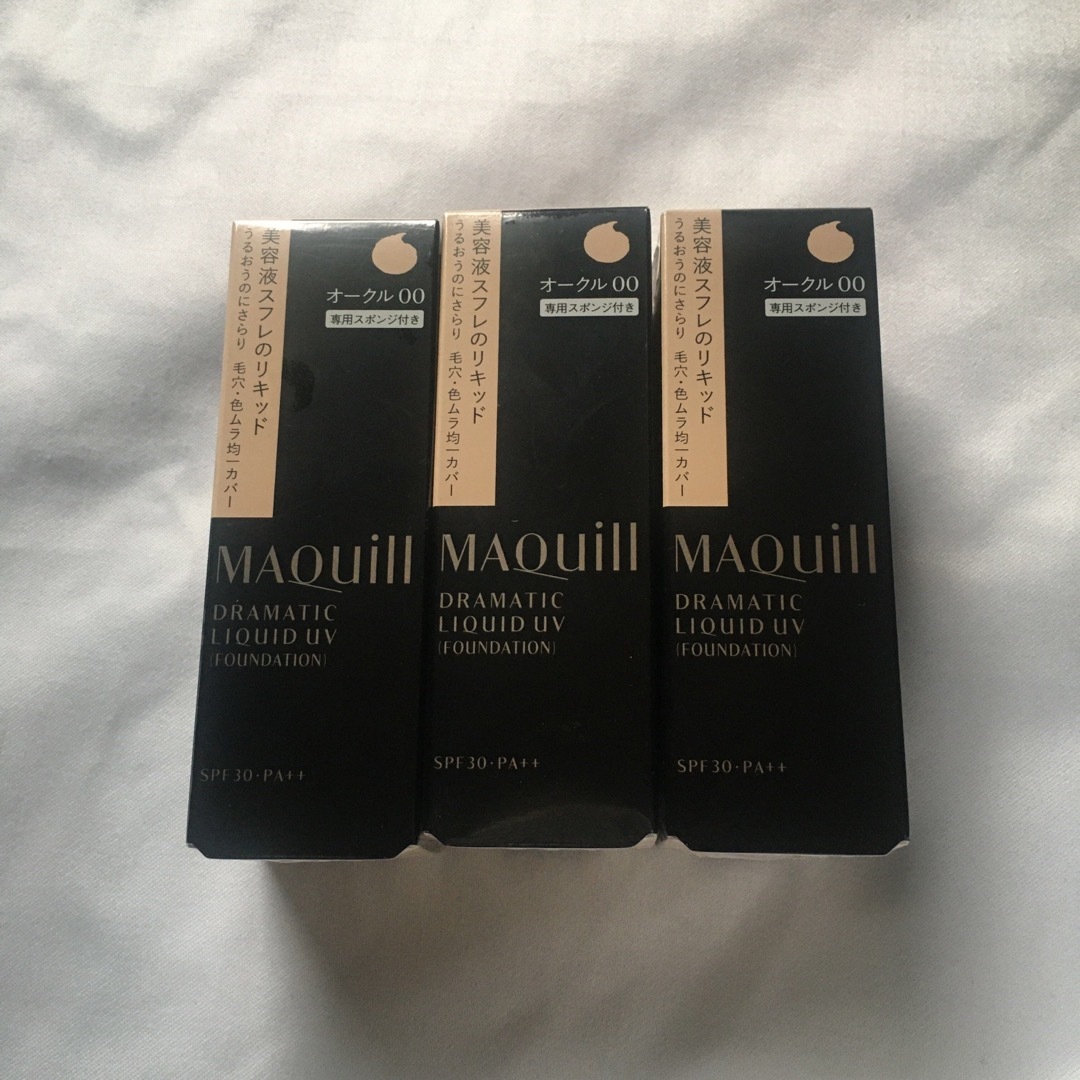 美容液スフレのリキッド
うるおうのにさらり 毛穴・色ムラ均一カバー
オークル 00
専用スポンジ付き
MAQuill
DRAMATIC
LIQUID UV
(FOUNDATION)
SPF30・PA++
美容液スフレのリキッド
うるおうのにさらり 毛穴・色ムラ均一カバー
オークル 00
専用スポンジ付き
MAQuill
DRAMATIC
LIQUID UV
(FOUNDATION)
SPF30・PA++
美容液スフレのリキッド
うるおうのにさらり 毛穴・色ムラ均一カバー
オークル 00
専用スポンジ付き
MAQuill
DRAMATIC
LIQUID UV
(FOUNDATION)
SPF30・PA++